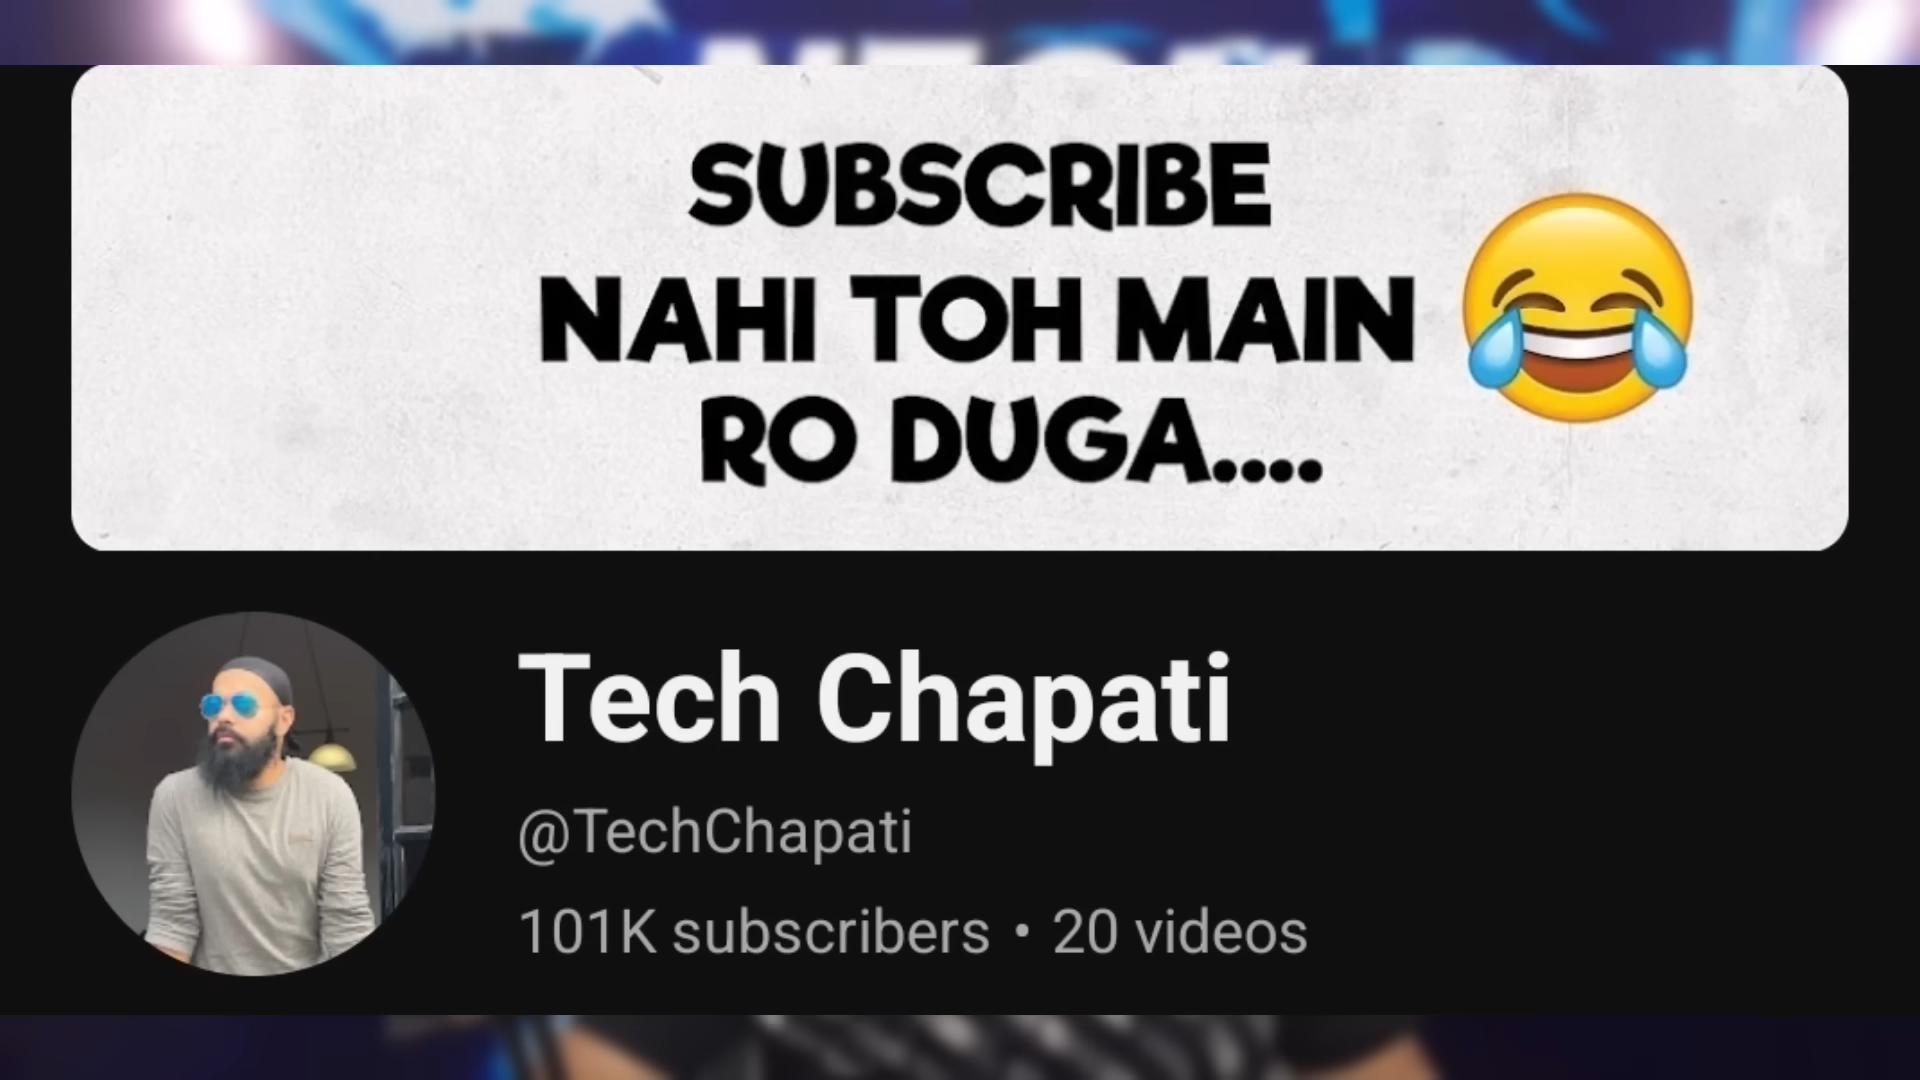 SUBSCRIBE
NAHI TOH MAIN
RO DUGA....
Tech Chapati
@TechChapati
101K subscribers • 20 videos